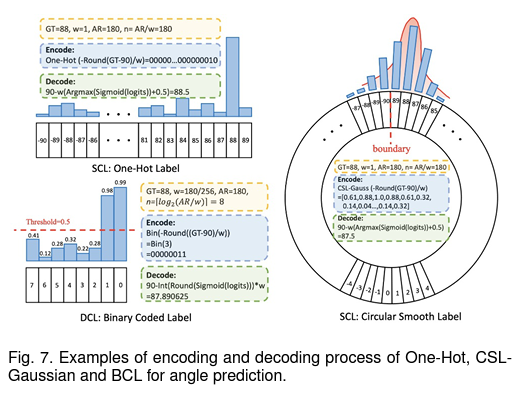 GT=88, w=1, AR=180, n= AR/w=180
Encode:
One-Hot (-Round(GT-90)/w)=00000...000000010
Decode:
90-w(Argmax(Sigmoid(logits))+0.5)=88.5
-90 -89 -88 -87 -86 • • • 81 82 83 84 85 86 87 88 89
SCL: One-Hot Label
Threshold=0.5
0.41 0.12 0.28 0.32 0.22 0.28 0.98 0.99
7 6 5 4 3 2 1 0
GT=88, w=180/256, AR=180,
n=⌈log2(AR/w)⌉ = 8
Encode:
Bin(-Round((GT-90)/w))
=Bin(3)
=00000011
Decode:
90-Int(Round(Sigmoid(logits)))*w
=87.890625
DCL: Binary Coded Label
-87 -88 -89 -90 89 88 87 86 85
boundary
GT=88, w=1, AR=180, n= AR/w=180
Encode:
CSL-Gauss (-Round(GT-90)/w)
=[0.61,0.88,1.0,0.88,0.61,0.32,
0.14,0.04...,0.14,0.32]
Decode:
90-w(Argmax(Sigmoid(logits))+0.5)
=87.5
-4 -3 -2 -1 0 1 2 3 4
SCL: Circular Smooth Label
Fig. 7. Examples of encoding and decoding process of One-Hot, CSL-
Gaussian and BCL for angle prediction.